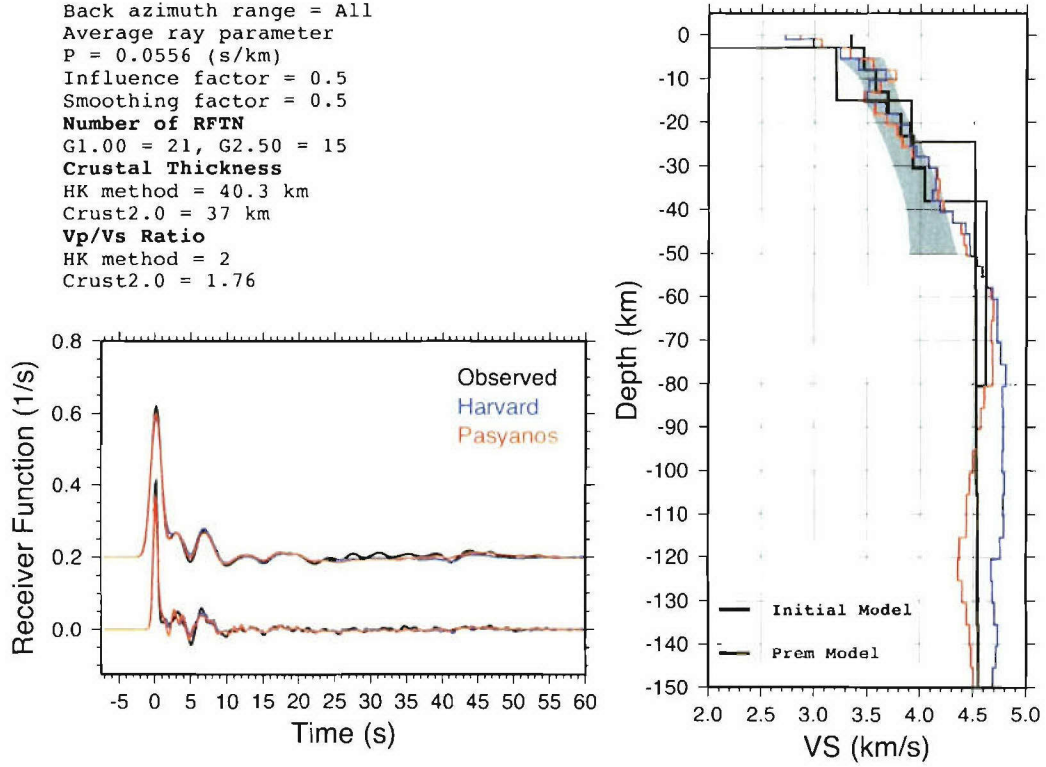 Back azimuth range = All
Average ray parameter
P = 0.0556 (s/km)
Influence factor = 0.5
Smoothing factor = 0.5
Number of RFTN
G1.00 = 21, G2.50 = 15
Crustal Thickness
HK method = 40.3 km
Crust2.0 = 37 km
Vp/Vs Ratio
HK method = 2
Crust2.0 = 1.76
Receiver Function (1/s)
0.8
0.6
0.4
0.2
0.0
Observed
Harvard
Pasyanos
-5 0 5 10 15 20 25 30 35 40 45 50 55 60
Time (s)
Depth (km)
0
-10
-20
-30
-40
-50
-60
-70
-80
-90
-100
-110
-120
-130
-140
-150
Initial Model
Prem Model
2.0 2.5 3.0 3.5 4.0 4.5 5.0
VS (km/s)